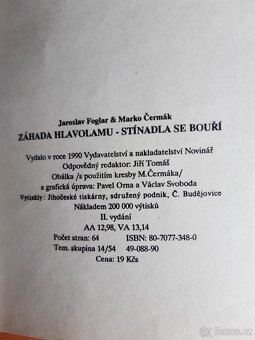 Jaroslav Foglar & Marko Čermák
ZÁHADA HLAVOLAMU - STÍNADLA SE BOUŘÍ
Vydalo v roce 1990 Vydavatelství a nakladatelství Novinář
Odpovědný redaktor: Jiří Tomáš
Obálka /s použitím kresby M.Čermáka/
a grafická úprava: Pavel Orna a Václav Svoboda
Vytiskly: Jihočeské tiskárny, sdružený podnik, Č. Budějovice
Nákladem 200 000 výtisků
II. vydání
AA 12,98, VA 13,14
Počet stran: 64 ISBN: 80-7077-348-0
Tem. skupina 14/54 49-088-90
Cena: 19 Kčs
sbazos.cz